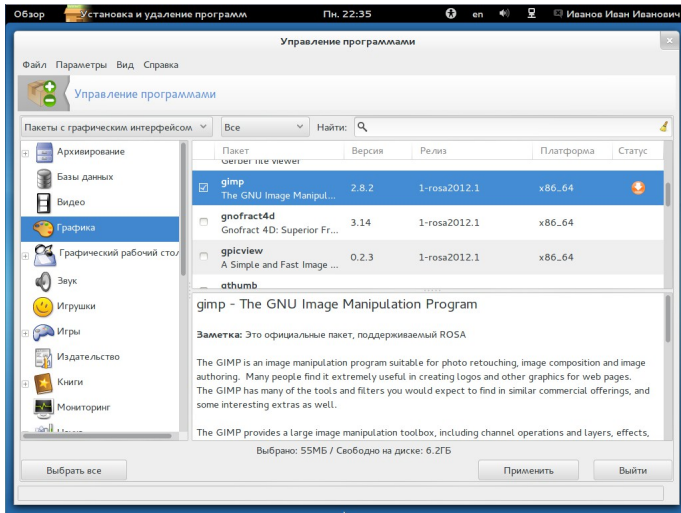 Обзор Установка и удаление программ Пн. 22:35 en Иванов Иван Иванович
Управление программами
Файл Параметры Вид Справка
Управление программами
Пакеты с графическим интерфейсом Все Найти:
Пакет Версия Релиз Платформа Статус
Gerber file viewer
gimp
The GNU Image Manipul... 2.8.2 1-rosa2012.1 x86_64
gnofract4d
Gnofract 4D: Superior Fr... 3.14 1-rosa2012.1 x86_64
gpicview
A Simple and Fast Image ... 0.2.3 1-rosa2012.1 x86_64
gthumb
Архивирование
Базы данных
Видео
Графика
Графический рабочий стол
Звук
Игрушки
Игры
Издательство
Книги
Мониторинг
gimp - The GNU Image Manipulation Program
Заметка: Это официальные пакет, поддерживаемый ROSA
The GIMP is an image manipulation program suitable for photo retouching, image composition and image
authoring. Many people find it extremely useful in creating logos and other graphics for web pages.
The GIMP has many of the tools and filters you would expect to find in similar commercial offerings, and
some interesting extras as well.
The GIMP provides a large image manipulation toolbox, including channel operations and layers, effects,
Выбрано: 55МБ / Свободно на диске: 6.2ГБ
Выбрать все Применить Выйти